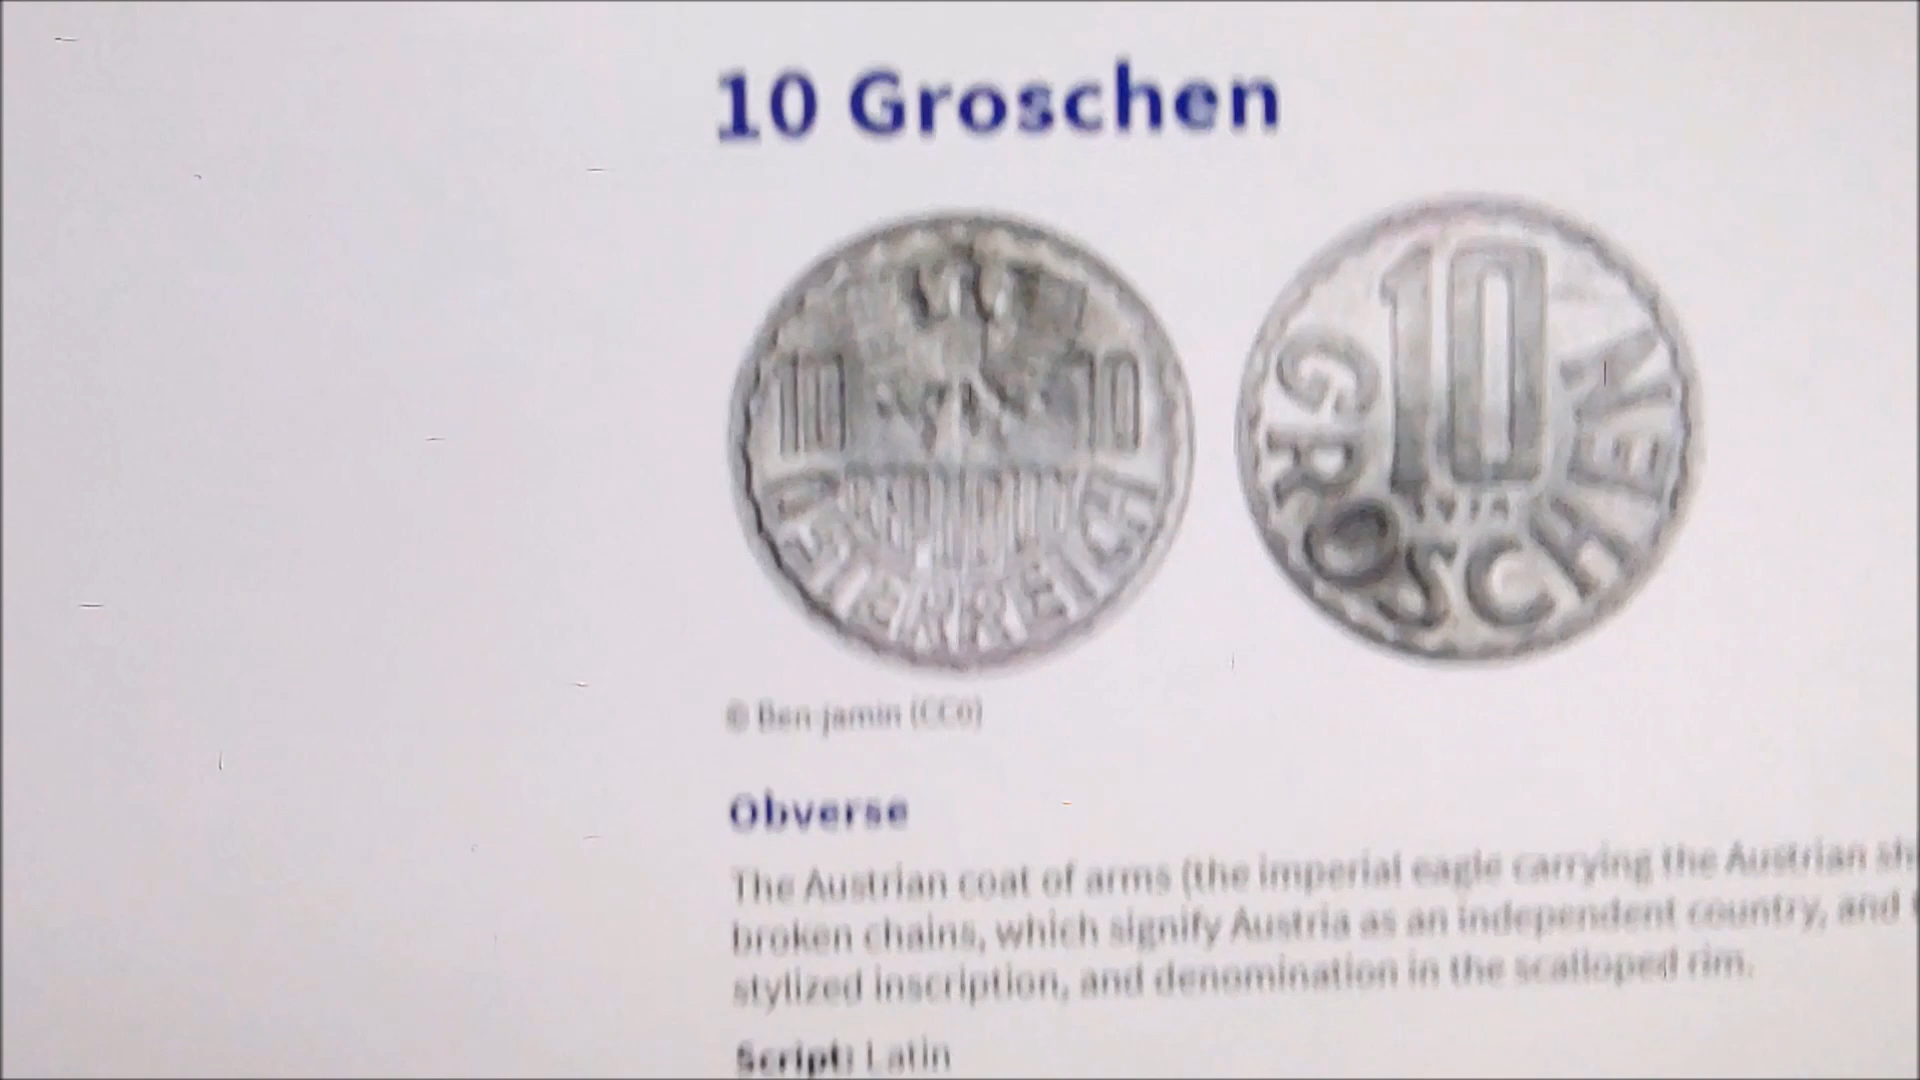 10 Groschen
10 10
REPUBLIK
10
GROSCHEN
© Ben-jamin (CC0)
Obverse
The Austrian coat of arms (the imperial eagle carrying the Austrian
broken chains, which signify Austria as an independent country, and
stylized inscription, and denomination in the scalloped rim.
Script: Latin